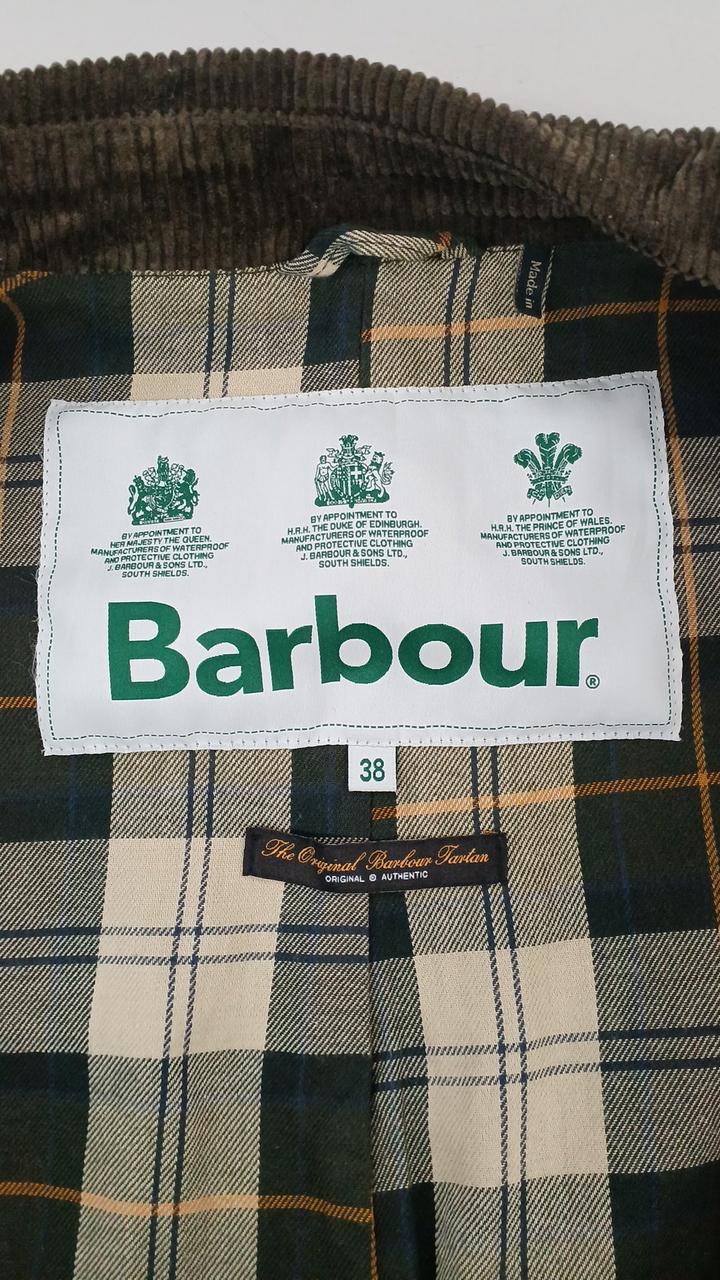 Made in
BY APPOINTMENT TO
HER MAJESTY THE QUEEN.
MANUFACTURERS OF WATERPROOF
AND PROTECTIVE CLOTHING
J. BARBOUR & SONS LTD.,
SOUTH SHIELDS.
BY APPOINTMENT TO
H.R.H. THE DUKE OF EDINBURGH.
MANUFACTURERS OF WATERPROOF
AND PROTECTIVE CLOTHING
J. BARBOUR & SONS LTD.,
SOUTH SHIELDS.
BY APPOINTMENT TO
H.R.H. THE PRINCE OF WALES.
MANUFACTURERS OF WATERPROOF
AND PROTECTIVE CLOTHING
J. BARBOUR & SONS LTD.,
SOUTH SHIELDS.
Barbour®
38
The Original Barbour Tartan
ORIGINAL © AUTHENTIC